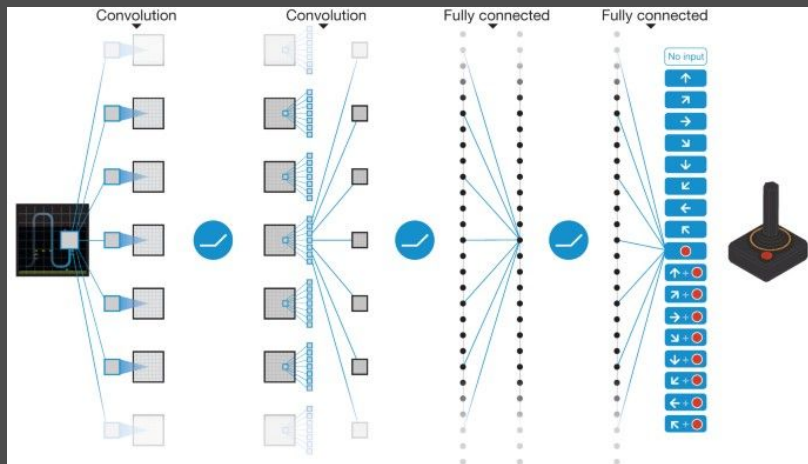 Convolution
Convolution
Fully connected
Fully connected
No input
+
+
+
+
+
+
+
+